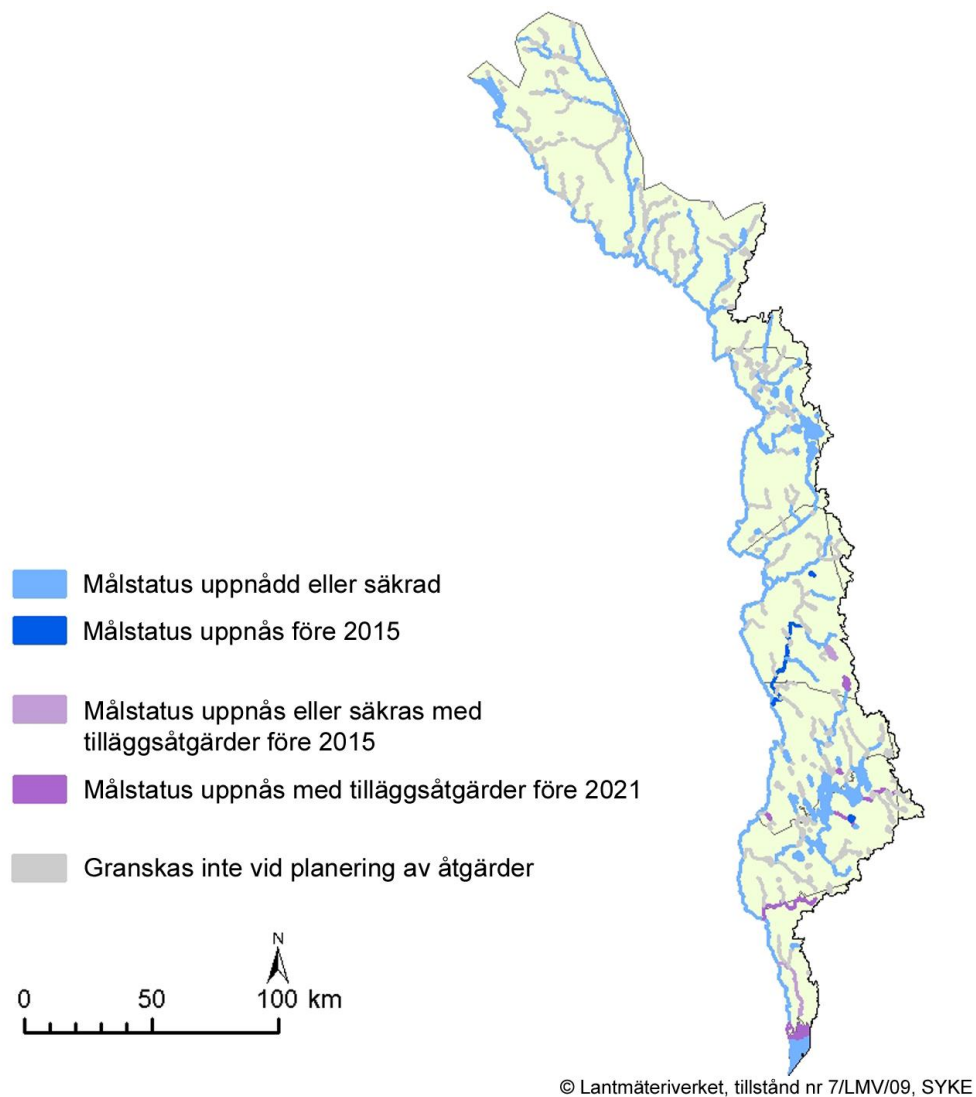 Målstatus uppnådd eller säkrad
Målstatus uppnås före 2015
Målstatus uppnås eller säkras med
tilläggsåtgärder före 2015
Målstatus uppnås med tilläggsåtgärder före 2021
Granskas inte vid planering av åtgärder
N
0 50 100 km
© Lantmäteriverket, tillstånd nr 7/LMV/09, SYKE